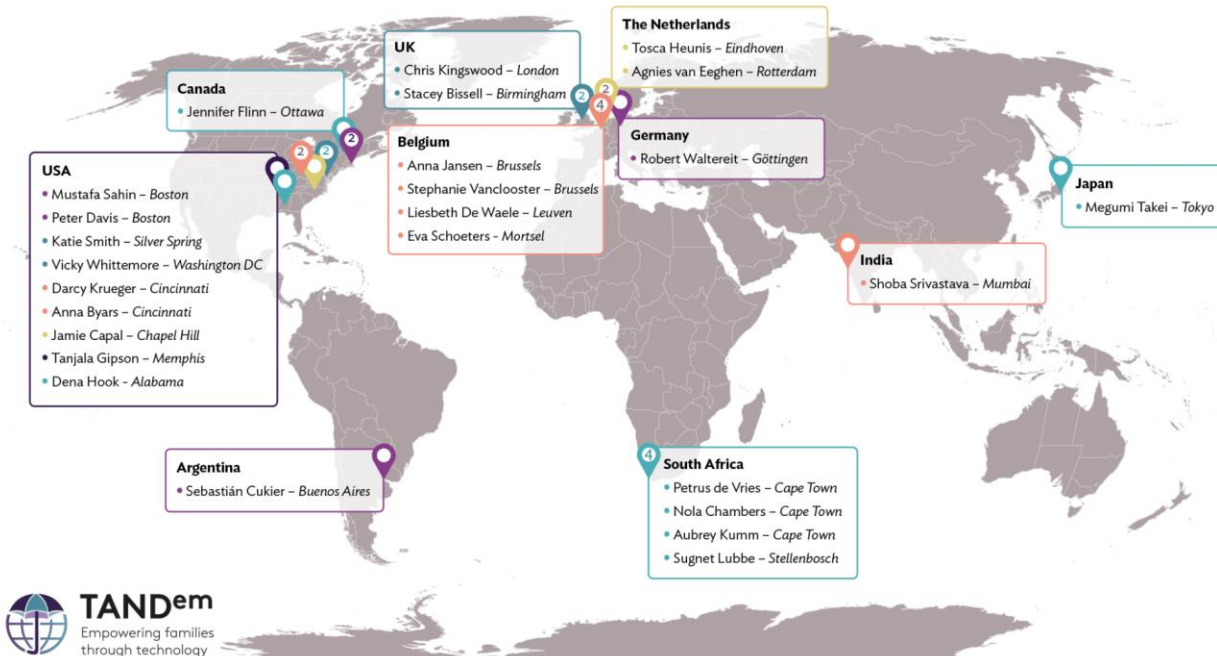 The Netherlands
• Tosca Heunis – Eindhoven
• Agnies van Eeghen – Rotterdam
UK
• Chris Kingswood – London
• Stacey Bissell – Birmingham
Canada
• Jennifer Flinn – Ottawa
2
2
4
2
2
2
Germany
• Robert Waltereit – Göttingen
Belgium
• Anna Jansen – Brussels
• Stephanie Vanclooster – Brussels
• Liesbeth De Waele – Leuven
• Eva Schoeters - Mortsel
USA
• Mustafa Sahin – Boston
• Peter Davis – Boston
• Katie Smith – Silver Spring
• Vicky Whittemore – Washington DC
• Darcy Krueger – Cincinnati
• Anna Byars – Cincinnati
• Jamie Capal – Chapel Hill
• Tanjala Gipson – Memphis
• Dena Hook - Alabama
Japan
• Megumi Takei – Tokyo
India
• Shoba Srivastava – Mumbai
Argentina
• Sebastián Cukier – Buenos Aires
4
South Africa
• Petrus de Vries – Cape Town
• Nola Chambers – Cape Town
• Aubrey Kumm – Cape Town
• Sugnet Lubbe – Stellenbosch
TANDem
Empowering families
through technology